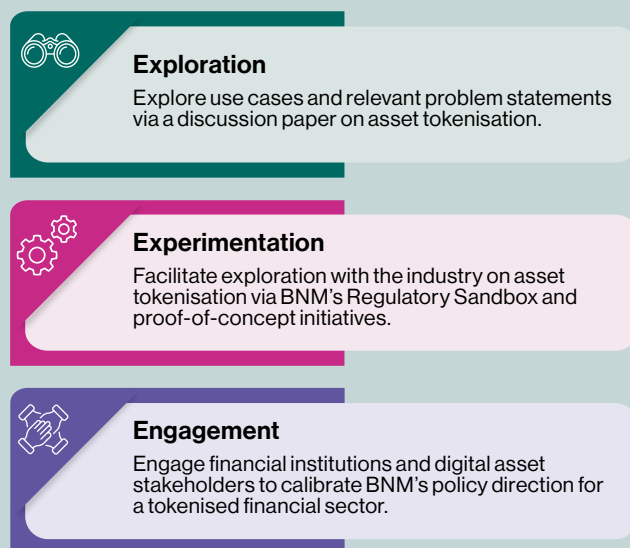 Exploration
Explore use cases and relevant problem statements
via a discussion paper on asset tokenisation.
Experimentation
Facilitate exploration with the industry on asset
tokenisation via BNM's Regulatory Sandbox and
proof-of-concept initiatives.
Engagement
Engage financial institutions and digital asset
stakeholders to calibrate BNM's policy direction for
a tokenised financial sector.